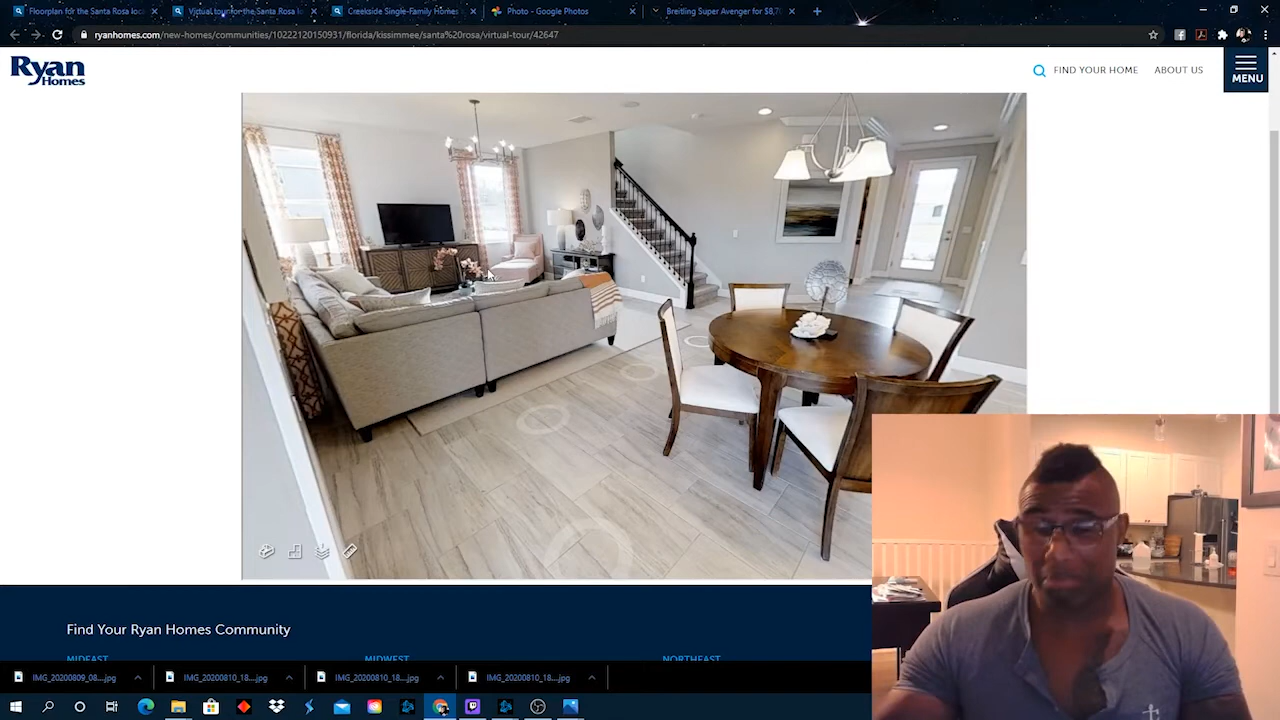 Floorplan for the Santa Rosa loca
Virtual tour for the Santa Rosa lo
Creekside Single-Family Homes
Photo - Google Photos
Breitling Super Avenger for $8,70
ryanhomes.com/new-homes/communities/10222120150931/florida/kissimmee/santa%20rosa/virtual-tour/42647
Ryan
Homes
FIND YOUR HOME
ABOUT US
MENU
Find Your Ryan Homes Community
MIDEAST
MIDWEST
NORTHEAST
IMG_20200809_08....jpg
IMG_20200810_18....jpg
IMG_20200810_18....jpg
IMG_20200810_18....jpg